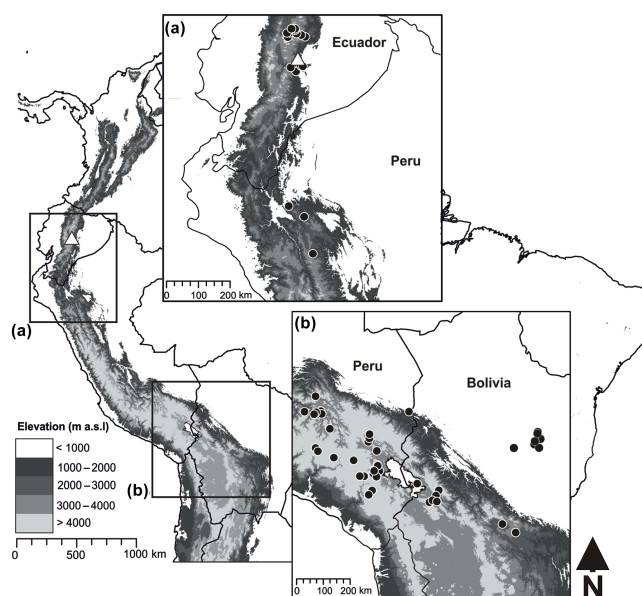 (a)
Ecuador
Peru
0 100 200 km
(a)
(b)
Peru
Bolivia
(b)
Elevation (m a.s.l)
< 1000
1000 – 2000
2000 – 3000
3000 – 4000
> 4000
0 500 1000 km
0 100 200 km
N